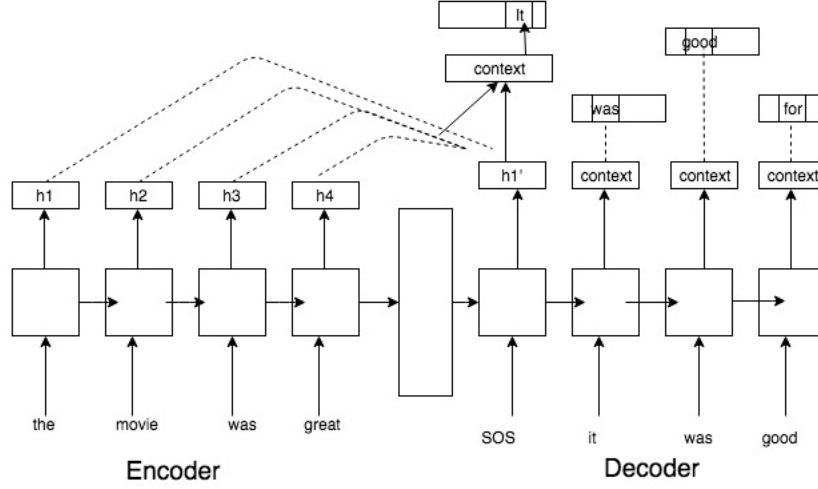 It
good
context
was
for
h1
h2
h3
h4
h1'
context
context
context
the
movie
was
great
SOS
it
was
good
Encoder
Decoder